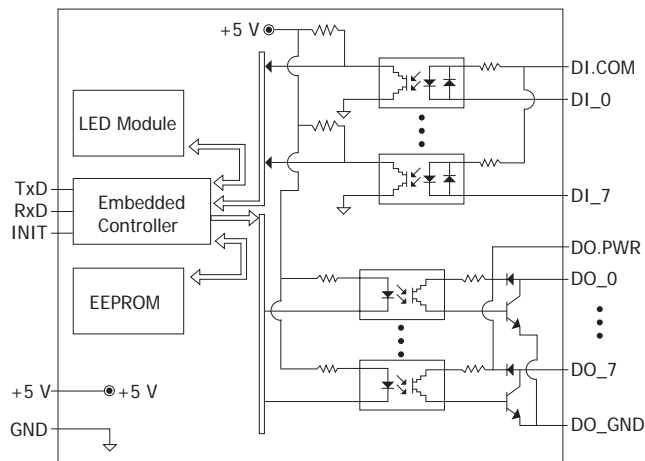 +5 V
LED Module
TxD
RxD
INIT
Embedded
Controller
EEPROM
+5 V
+5 V
GND
DI.COM
DI_0
DI_7
DO.PWR
DO_0
DO_7
DO_GND